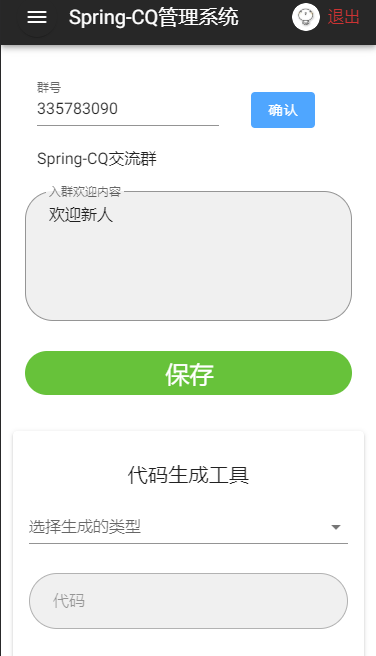 Spring-CQ管理系统
退出
群号
335783090
确认
Spring-CQ交流群
入群欢迎内容
欢迎新人
保存
代码生成工具
选择生成的类型
代码